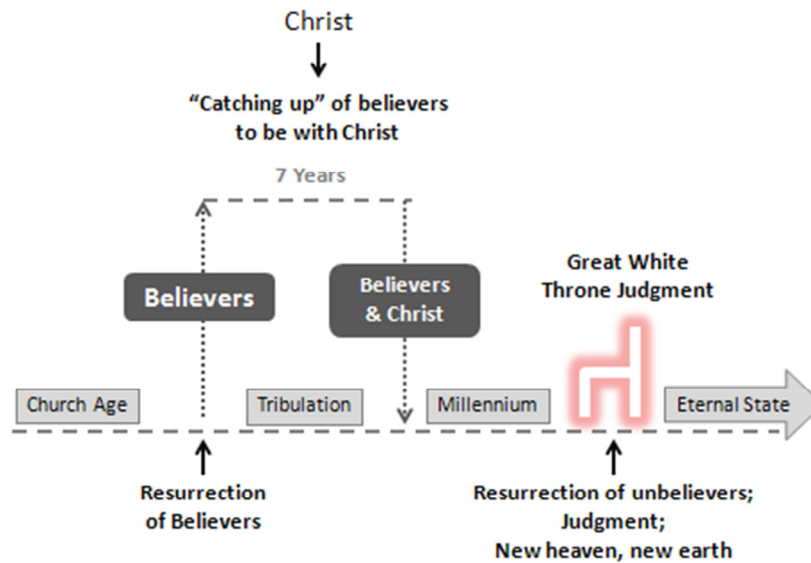 Christ
“Catching up” of believers
to be with Christ
7 Years
Believers
Believers
& Christ
Great White
Throne Judgment
Church Age
Tribulation
Millennium
Eternal State
Resurrection
of Believers
Resurrection of unbelievers;
Judgment;
New heaven, new earth